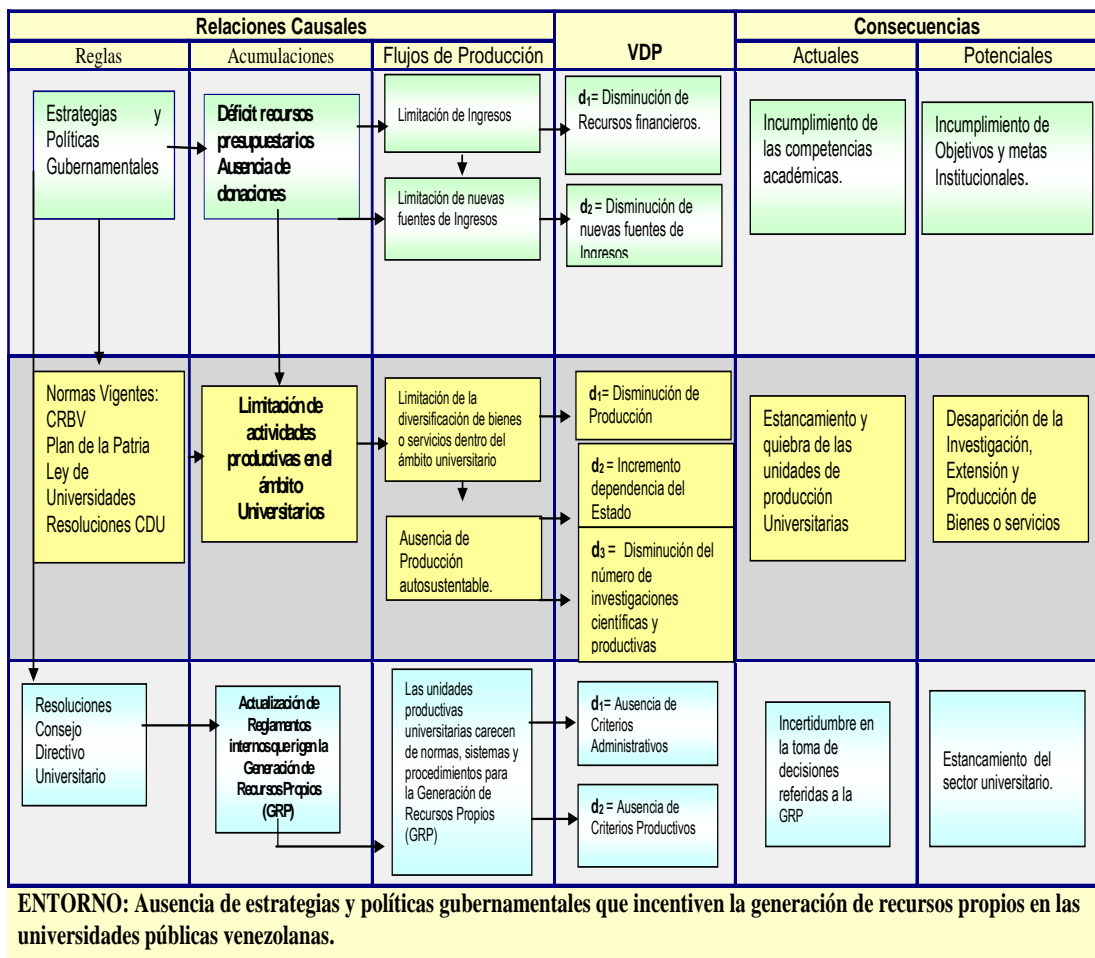 Relaciones Causales
VDP
Consecuencias
Reglas
Acumulaciones
Flujos de Producción
Actuales
Potenciales
Estrategias y
Políticas
Gubernamentales
Déficit recursos
presupuestarios
Ausencia de
donaciones
Limitación de Ingresos
Limitación de nuevas
fuentes de Ingresos
d1= Disminución de
Recursos financieros.
d2 = Disminución de
nuevas fuentes de
Ingresos
Incumplimiento de
las competencias
académicas.
Incumplimiento de
Objetivos y metas
Institucionales.
Normas Vigentes:
CRBV
Plan de la Patria
Ley de
Universidades
Resoluciones CDU
Limitación de
actividades
productivas en el
ámbito
Universitarios
Limitación de la
diversificación de bienes
o servicios dentro del
ámbito universitario
Ausencia de
Producción
autosustentable.
d1= Disminución de
Producción
d2 = Incremento
dependencia del
Estado
d3 = Disminución del
número de
investigaciones
científicas y
productivas
Estancamiento y
quiebra de las
unidades de
producción
Universitarias
Desaparición de la
Investigación,
Extensión y
Producción de
Bienes o servicios
Resoluciones
Consejo
Directivo
Universitario
Actualización de
Reglamentos
internos que rigen la
Generación de
Recursos Propios
(GRP)
Las unidades
productivas
universitarias carecen
de normas, sistemas y
procedimientos para
la Generación de
Recursos Propios
(GRP)
d1= Ausencia de
Criterios
Administrativos
d2 = Ausencia de
Criterios Productivos
Incertidumbre en
la toma de
decisiones
referidas a la
GRP
Estancamiento del
sector universitario.
ENTORNO: Ausencia de estrategias y políticas gubernamentales que incentiven la generación de recursos propios en las
universidades públicas venezolanas.